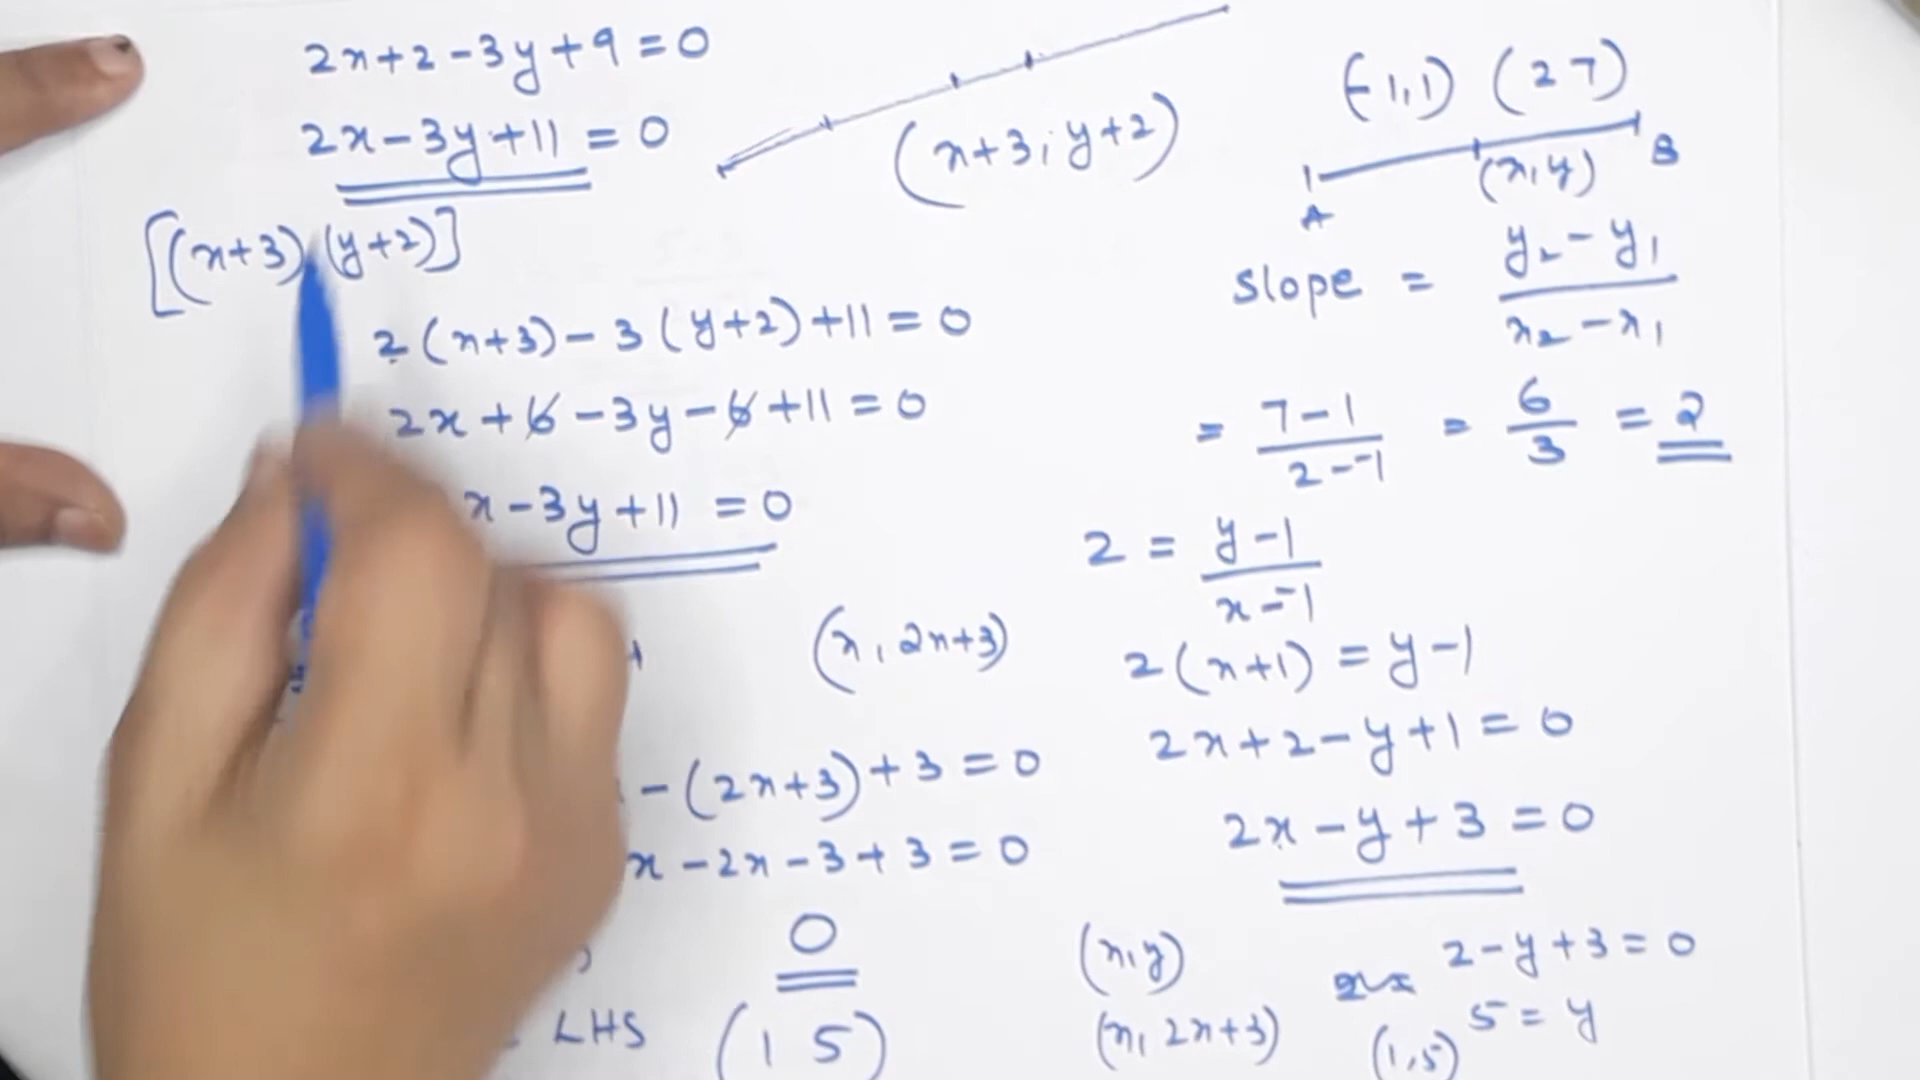 2x+2-3y+9=0
2x-3y+11=0
[(x+3),(y+2)]
2(x+3)-3(y+2)+11=0
2x+6-3y-6+11=0
x-3y+11=0
(x+3, y+2)
(x, 2x+3)
-(2x+3)+3=0
x-2x-3+3=0
0
LHS
(1 5)
(-1,1) (2 7)
A (x,y) B
slope = y2-y1/x2-x1
= 7-1/2--1 = 6/3 = 2
2 = y-1/x--1
2(x+1)=y-1
2x+2-y+1=0
2x-y+3=0
(x,y) 2-y+3=0
(x, 2x+3) 5=y
(1,5)